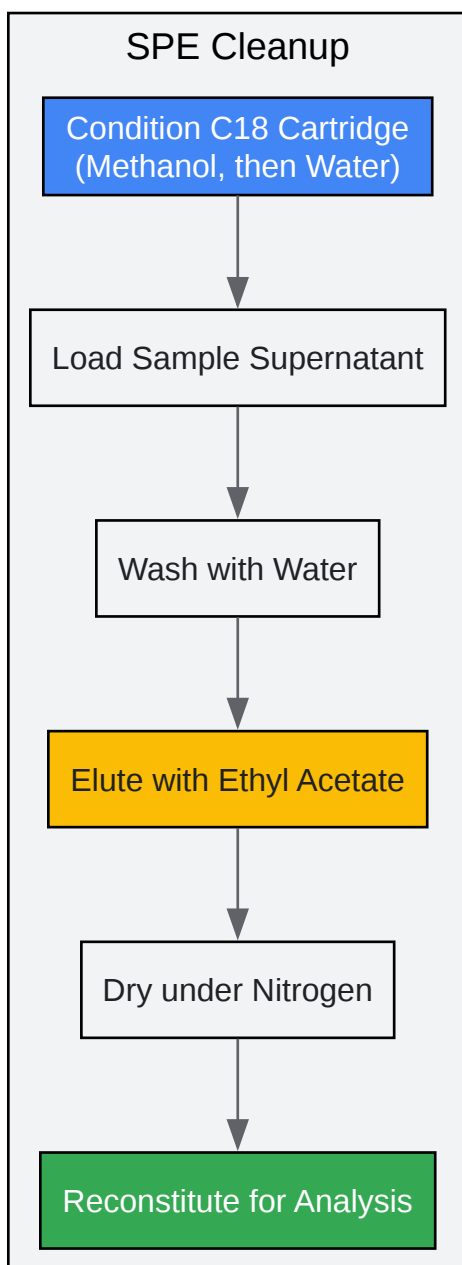 SPE Cleanup
Condition C18 Cartridge
(Methanol, then Water)
Load Sample Supernatant
Wash with Water
Elute with Ethyl Acetate
Dry under Nitrogen
Reconstitute for Analysis